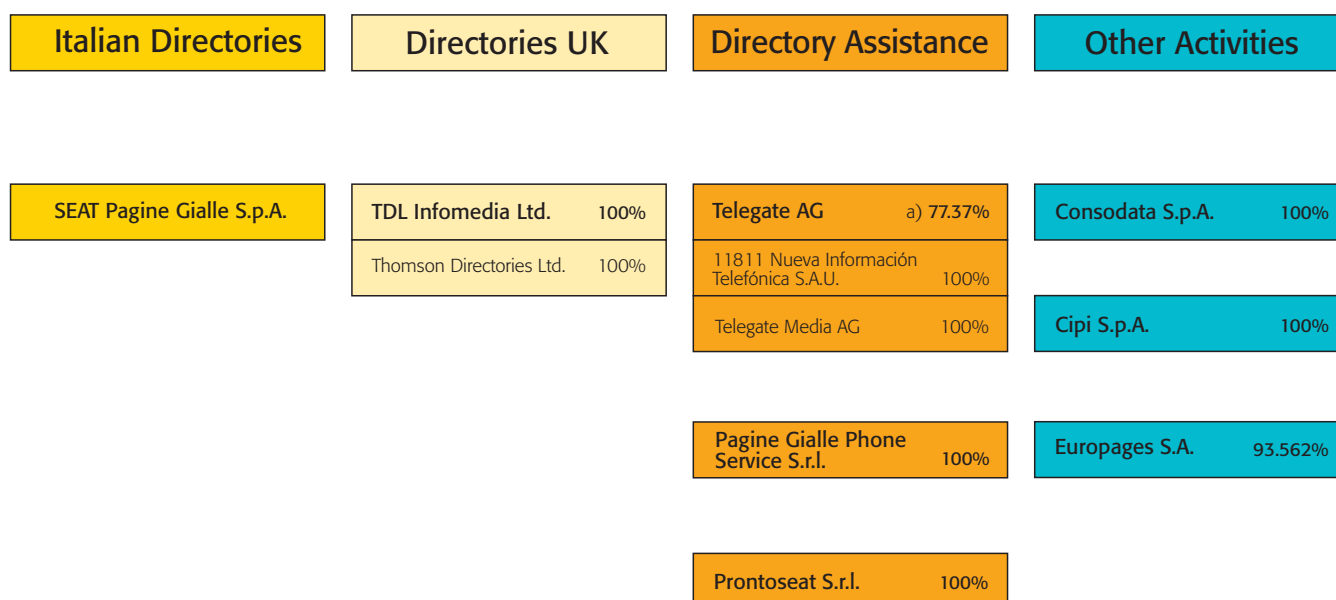 Italian Directories
Directories UK
Directory Assistance
Other Activities
SEAT Pagine Gialle S.p.A.
TDL Infomedia Ltd. 100%
Thomson Directories Ltd. 100%
Telegate AG a) 77.37%
11811 Nueva Información
Telefónica S.A.U. 100%
Telegate Media AG 100%
Pagine Gialle Phone
Service S.r.l. 100%
Prontoseat S.r.l. 100%
Consodata S.p.A. 100%
Cipi S.p.A. 100%
Europages S.A. 93.562%